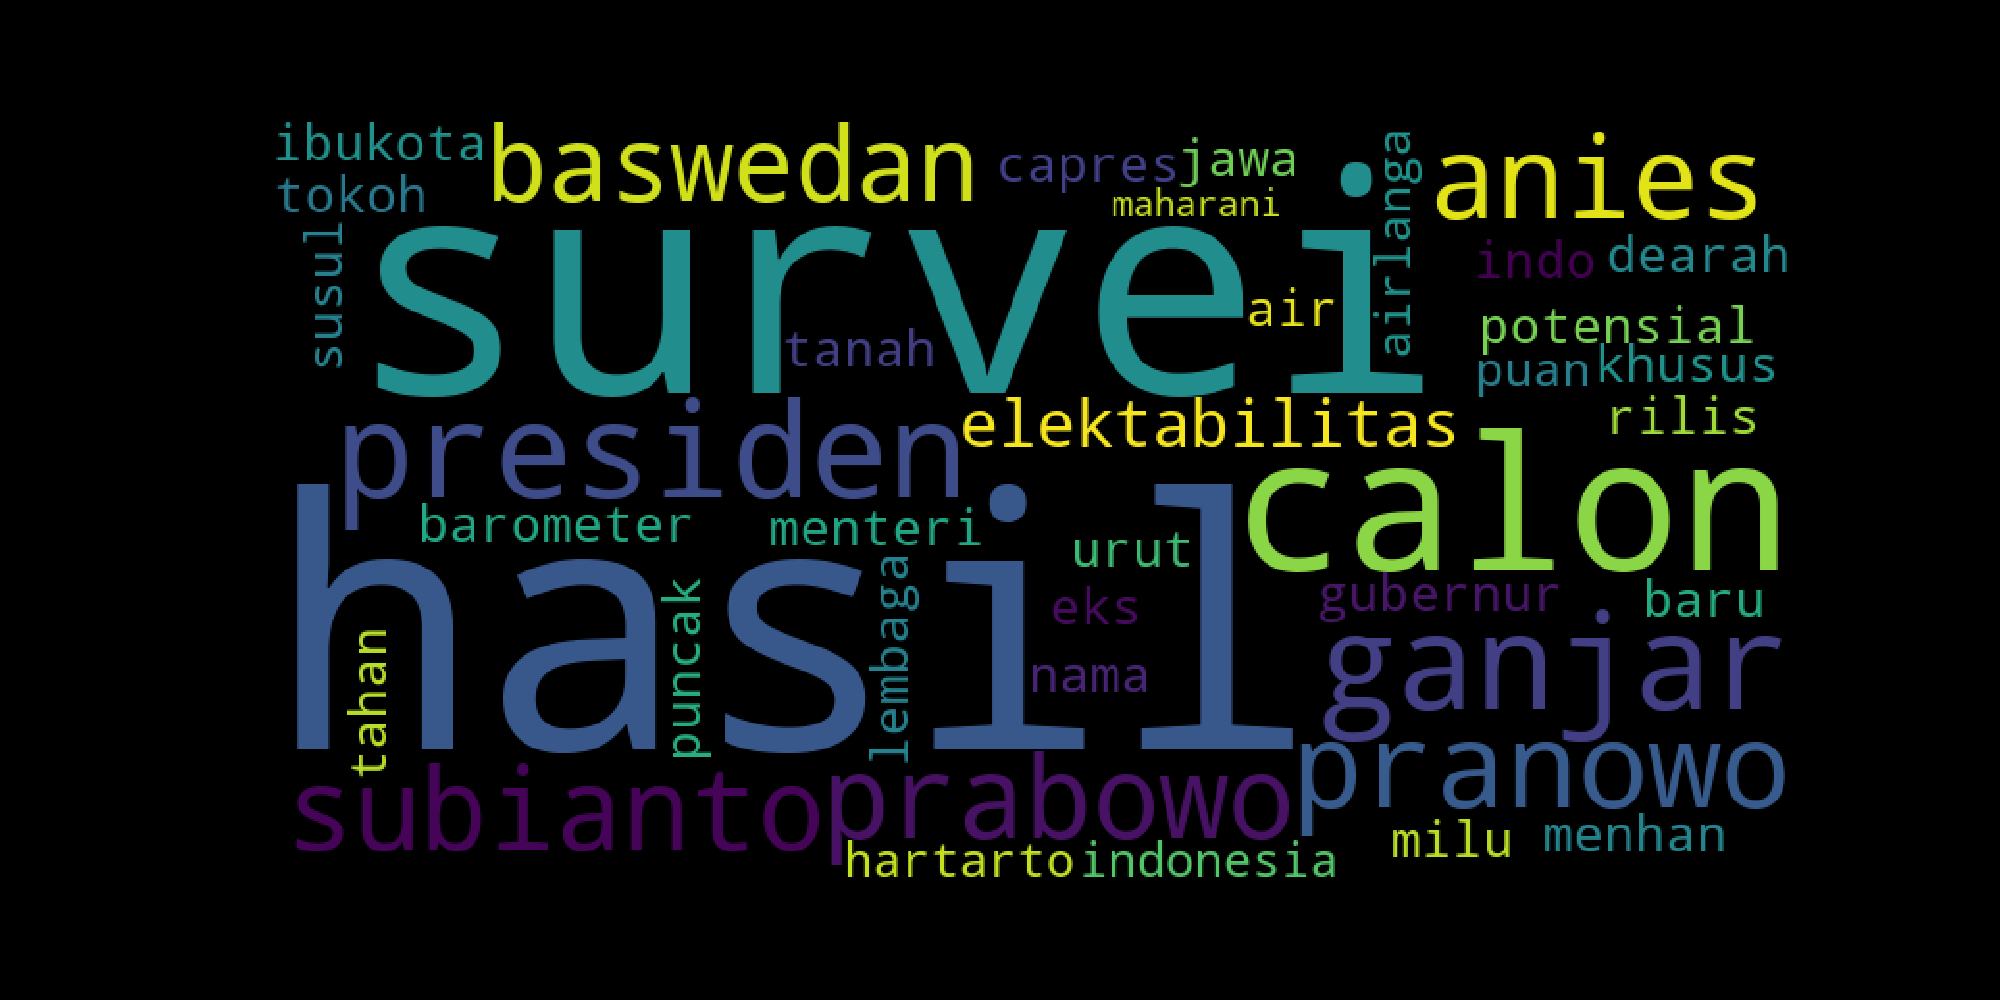 ibukota
baswedan
capres
jawa
airlanga
anies
tokoh
maharani
susul
survei
indo
dearah
air
tanah
potensial
puan
khusus
presiden
elektabilitas
rilis
calon
barometer
menteri
hasil
urut
eks
gubernur
baru
tahan
puncak
lembaga
nama
ganjar
subianto
prabowo
pranowo
hartarto
indonesia
milu
menhan